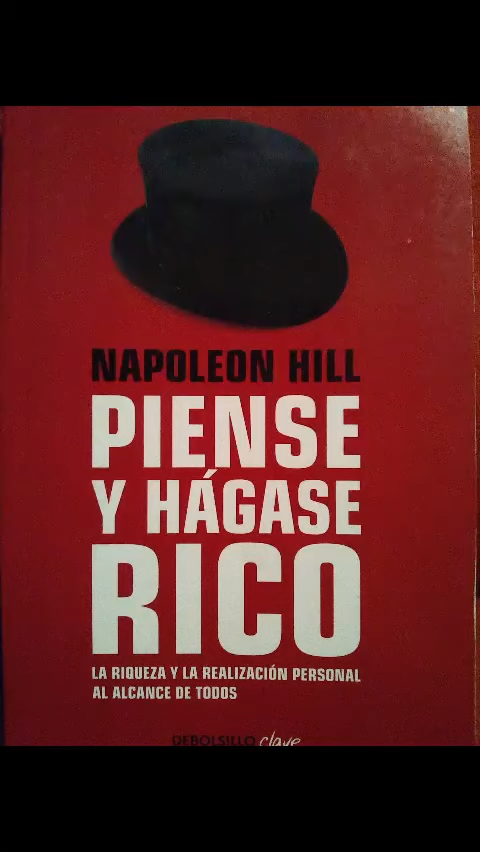 NAPOLEON HILL
PIENSE
Y HÁGASE
RICO
LA RIQUEZA Y LA REALIZACIÓN PERSONAL
AL ALCANCE DE TODOS
DEBOLSILLO clave